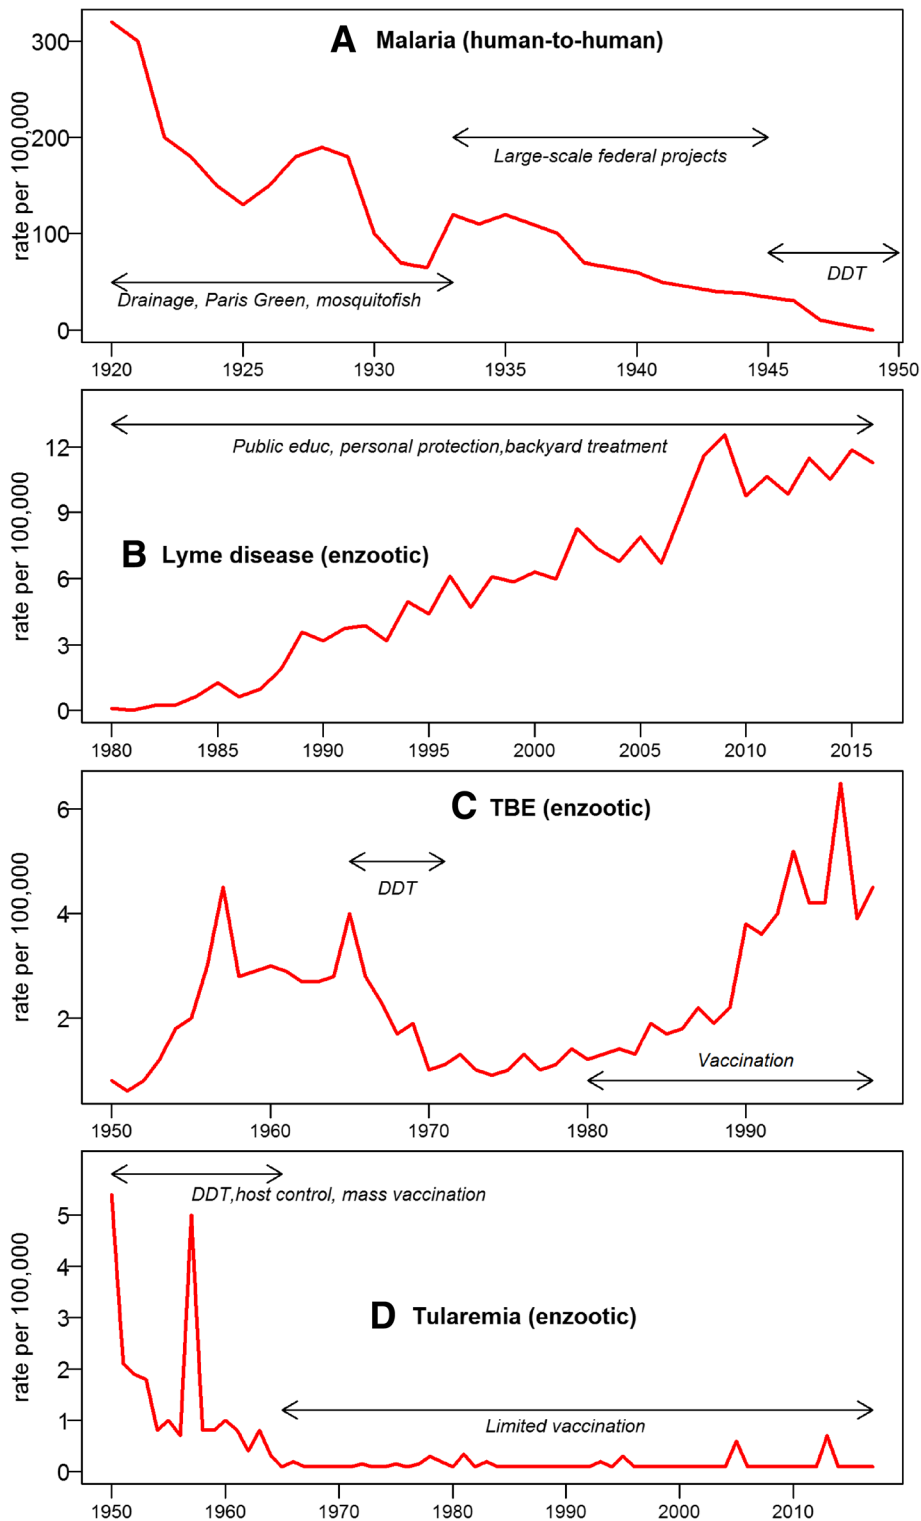 A Malaria (human-to-human)
rate per 100,000
300
200
100
0
Large-scale federal projects
DDT
Drainage, Paris Green, mosquitofish
1920 1925 1930 1935 1940 1945 1950
Public educ, personal protection,backyard treatment
B Lyme disease (enzootic)
rate per 100,000
12
9
6
3
0
1980 1985 1990 1995 2000 2005 2010 2015
C TBE (enzootic)
rate per 100,000
6
4
2
DDT
Vaccination
1950 1960 1970 1980 1990
DDT,host control, mass vaccination
rate per 100,000
5
4
3
2
1
0
D Tularemia (enzootic)
Limited vaccination
1950 1960 1970 1980 1990 2000 2010